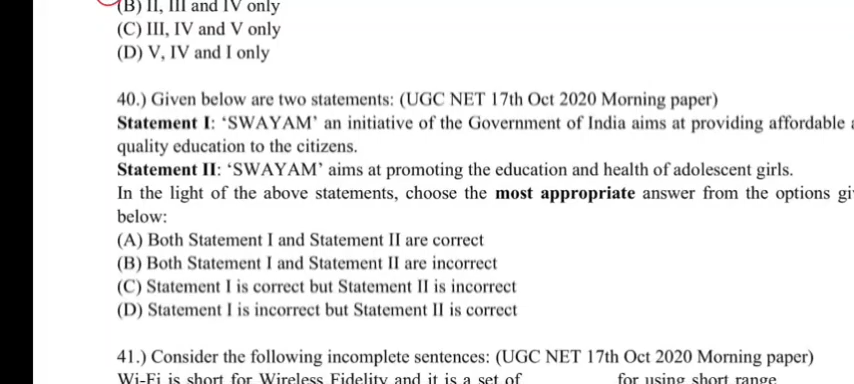 (B) II, III and IV only
(C) III, IV and V only
(D) V, IV and I only
40.) Given below are two statements: (UGC NET 17th Oct 2020 Morning paper)
Statement I: ‘SWAYAM’ an initiative of the Government of India aims at providing affordable a
quality education to the citizens.
Statement II: ‘SWAYAM’ aims at promoting the education and health of adolescent girls.
In the light of the above statements, choose the most appropriate answer from the options gi
below:
(A) Both Statement I and Statement II are correct
(B) Both Statement I and Statement II are incorrect
(C) Statement I is correct but Statement II is incorrect
(D) Statement I is incorrect but Statement II is correct
41.) Consider the following incomplete sentences: (UGC NET 17th Oct 2020 Morning paper)
Wi-Fi is short for Wireless Fidelity and it is a set of ________ for using short range